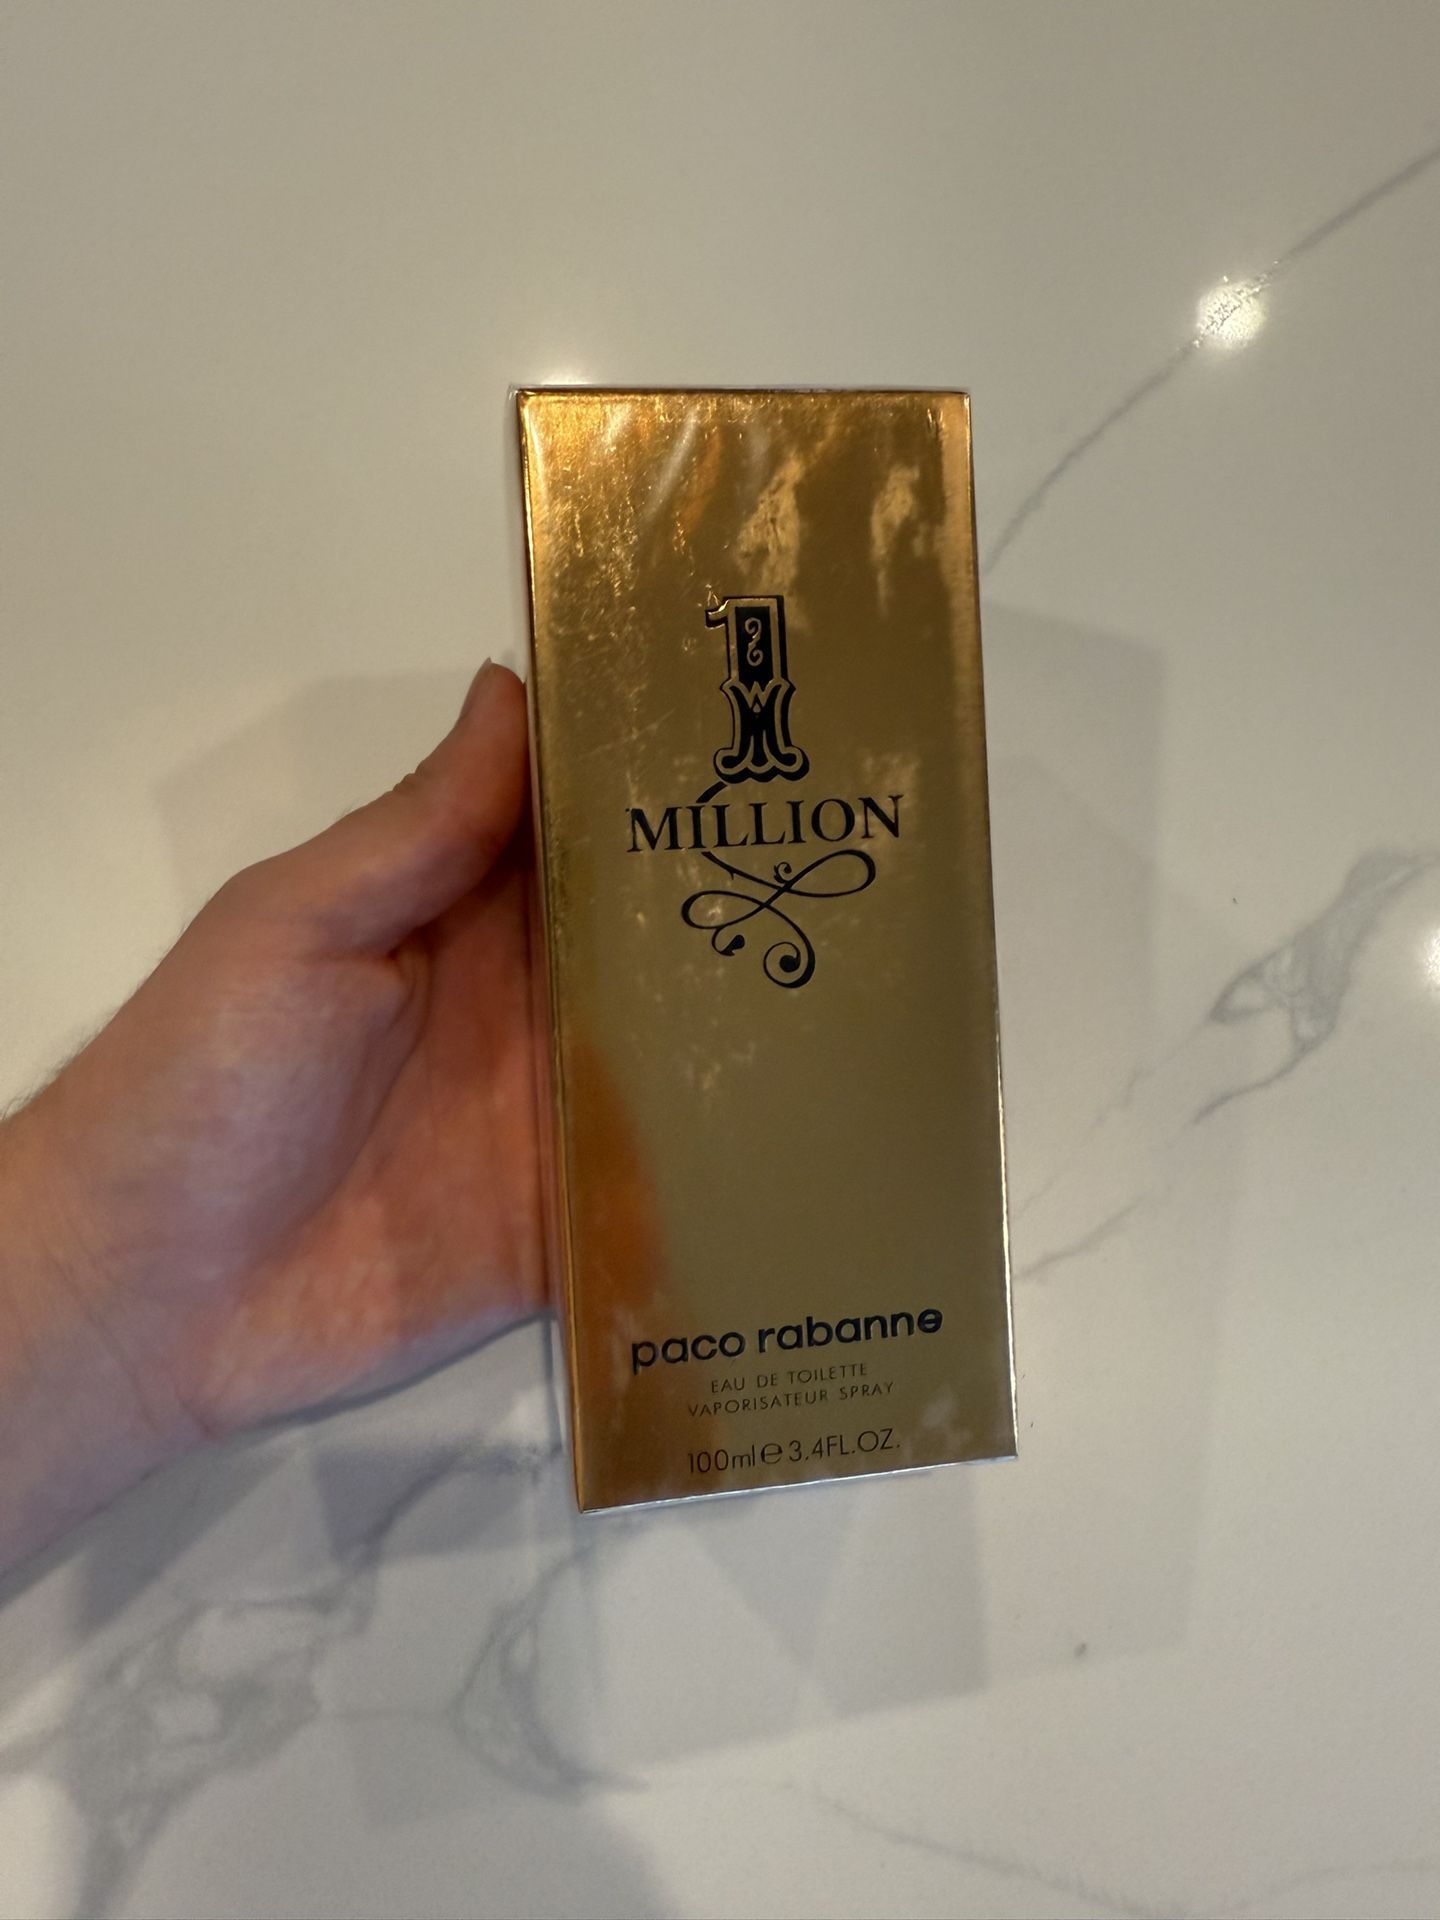 1
MILLION
paco rabanne
EAU DE TOILETTE
VAPORISATEUR SPRAY
100ml ℮ 3.4FL.OZ.